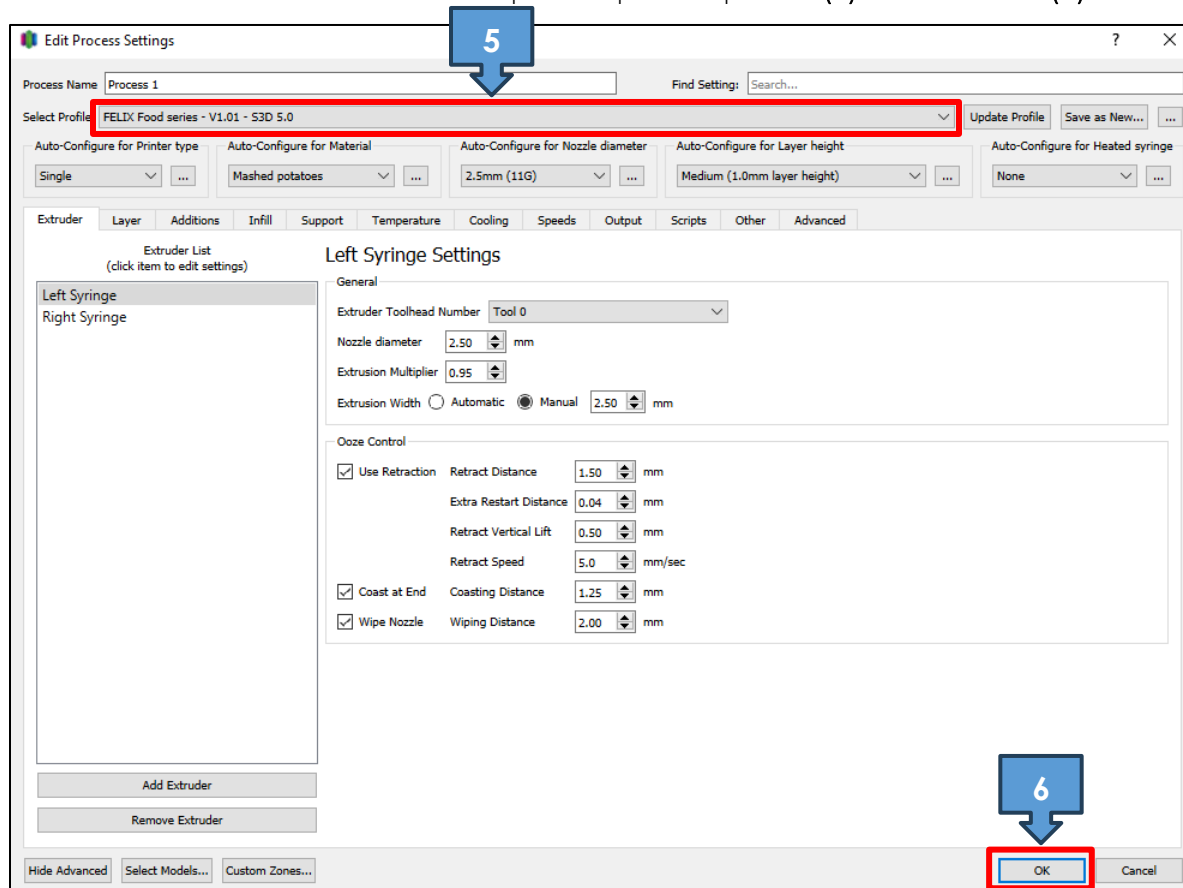 5
Edit Process Settings ? X
Process Name Process 1 Find Setting: Search...
Select Profile FELIX Food series - V1.01 - S3D 5.0 Update Profile Save as New... ...
Auto-Configure for Printer type Auto-Configure for Material Auto-Configure for Nozzle diameter Auto-Configure for Layer height Auto-Configure for Heated syringe
Single ... Mashed potatoes ... 2.5mm (11G) ... Medium (1.0mm layer height) ... None ...
Extruder Layer Additions Infill Support Temperature Cooling Speeds Output Scripts Other Advanced
Extruder List
(click item to edit settings)
Left Syringe
Right Syringe
Add Extruder
Remove Extruder
Left Syringe Settings
General
Extruder Toolhead Number Tool 0
Nozzle diameter 2.50 mm
Extrusion Multiplier 0.95
Extrusion Width Automatic Manual 2.50 mm
Ooze Control
Use Retraction Retract Distance 1.50 mm
Extra Restart Distance 0.04 mm
Retract Vertical Lift 0.50 mm
Retract Speed 5.0 mm/sec
Coast at End Coasting Distance 1.25 mm
Wipe Nozzle Wiping Distance 2.00 mm
6
Hide Advanced Select Models... Custom Zones... OK Cancel